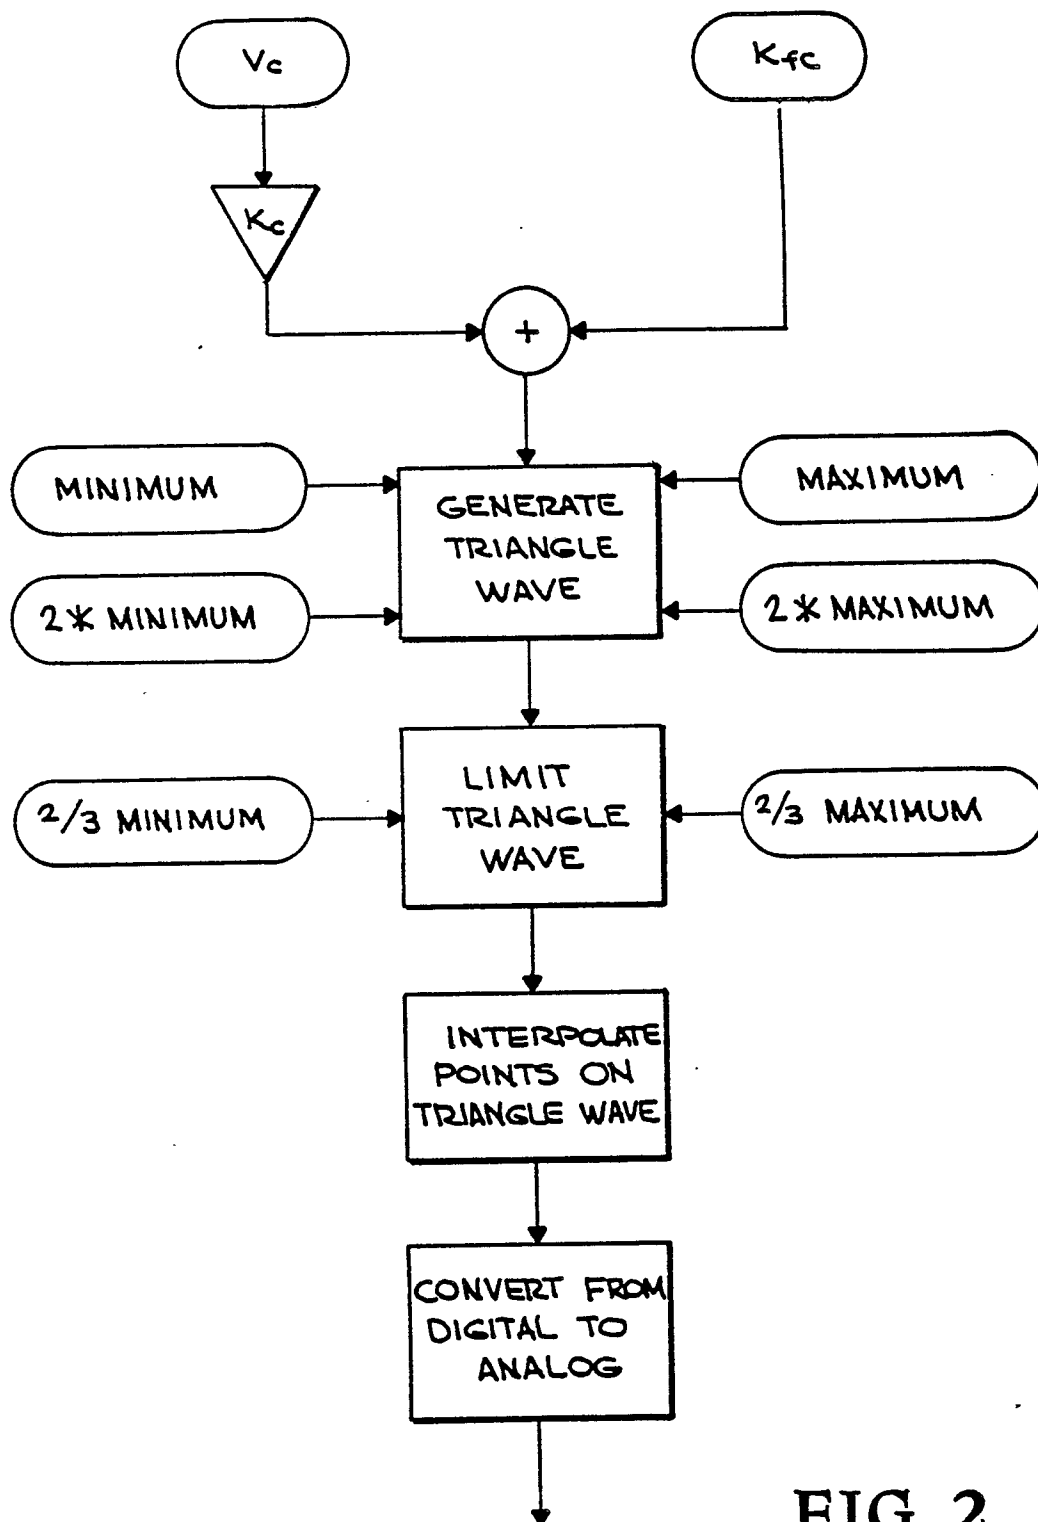 Vc
Kfc
Kc
+
MINIMUM
MAXIMUM
GENERATE
TRIANGLE
WAVE
2* MINIMUM
2* MAXIMUM
2/3 MINIMUM
LIMIT
TRIANGLE
WAVE
2/3 MAXIMUM
INTERPOLATE
POINTS ON
TRIANGLE WAVE
CONVERT FROM
DIGITAL TO
ANALOG
FIG. 2